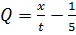 Q = x/t − 1/5